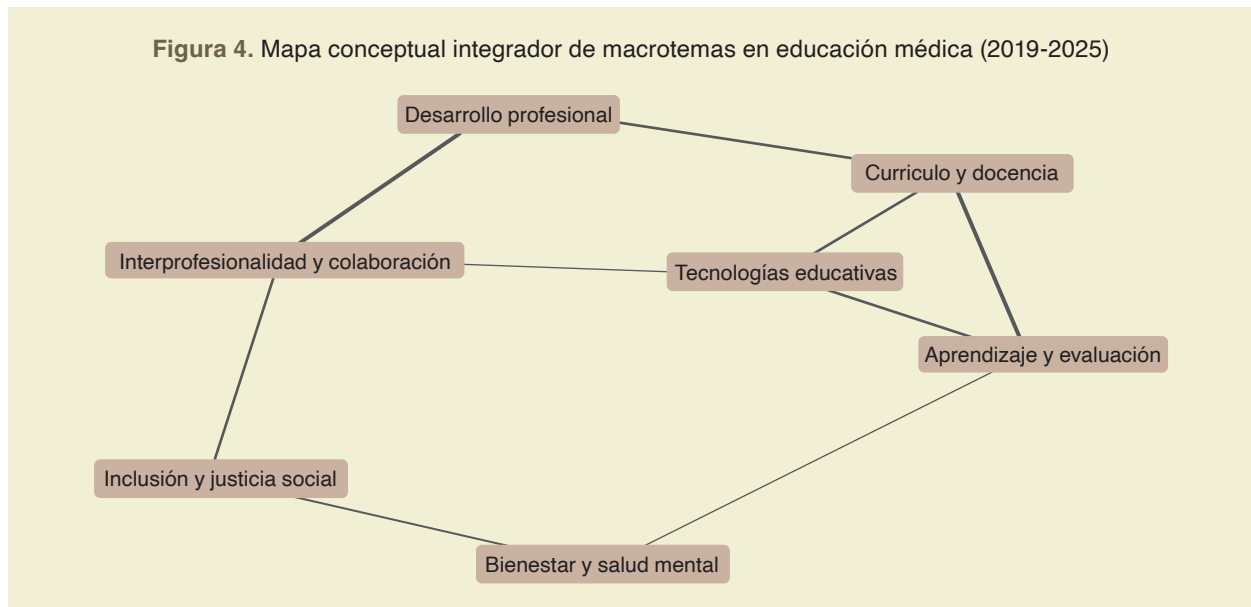 Figura 4. Mapa conceptual integrador de macrotemas en educación médica (2019-2025)
Desarrollo profesional
Curriculo y docencia
Interprofesionalidad y colaboración
Tecnologías educativas
Aprendizaje y evaluación
Inclusión y justicia social
Bienestar y salud mental